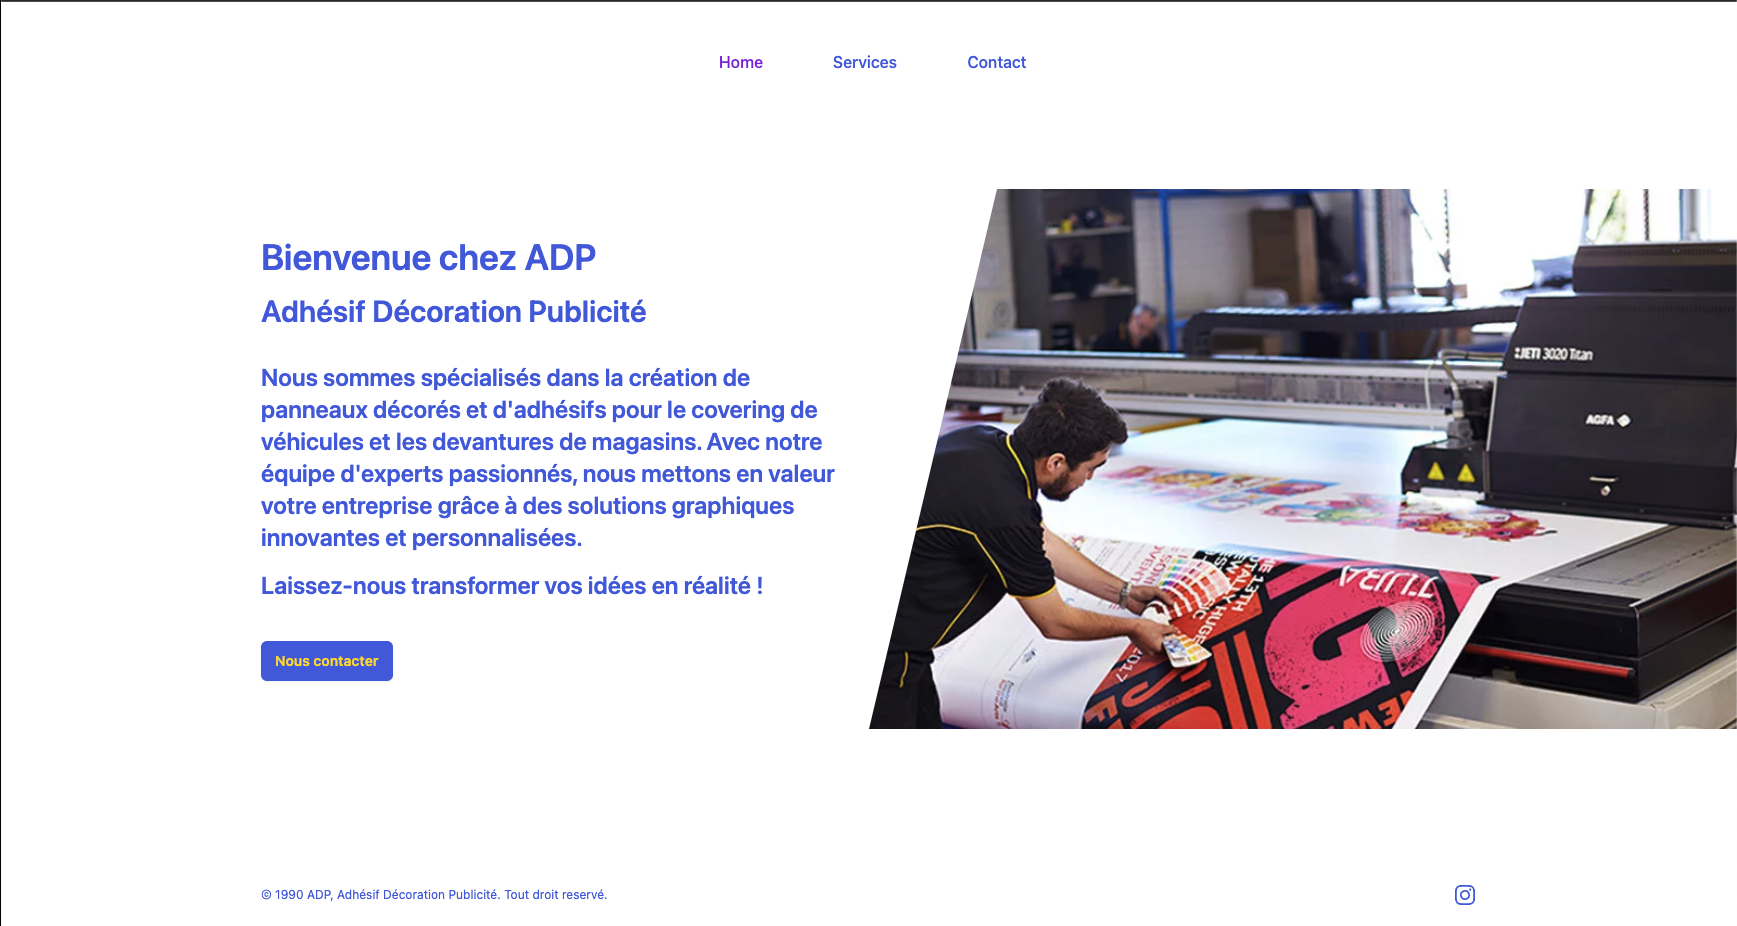 Home Services Contact
Bienvenue chez ADP
Adhésif Décoration Publicité
Nous sommes spécialisés dans la création de
panneaux décorés et d'adhésifs pour le covering de
véhicules et les devantures de magasins. Avec notre
équipe d'experts passionnés, nous mettons en valeur
votre entreprise grâce à des solutions graphiques
innovantes et personnalisées.
Laissez-nous transformer vos idées en réalité !
Nous contacter
JETI 3020 Titan
AGFA
© 1990 ADP, Adhésif Décoration Publicité. Tout droit reservé.